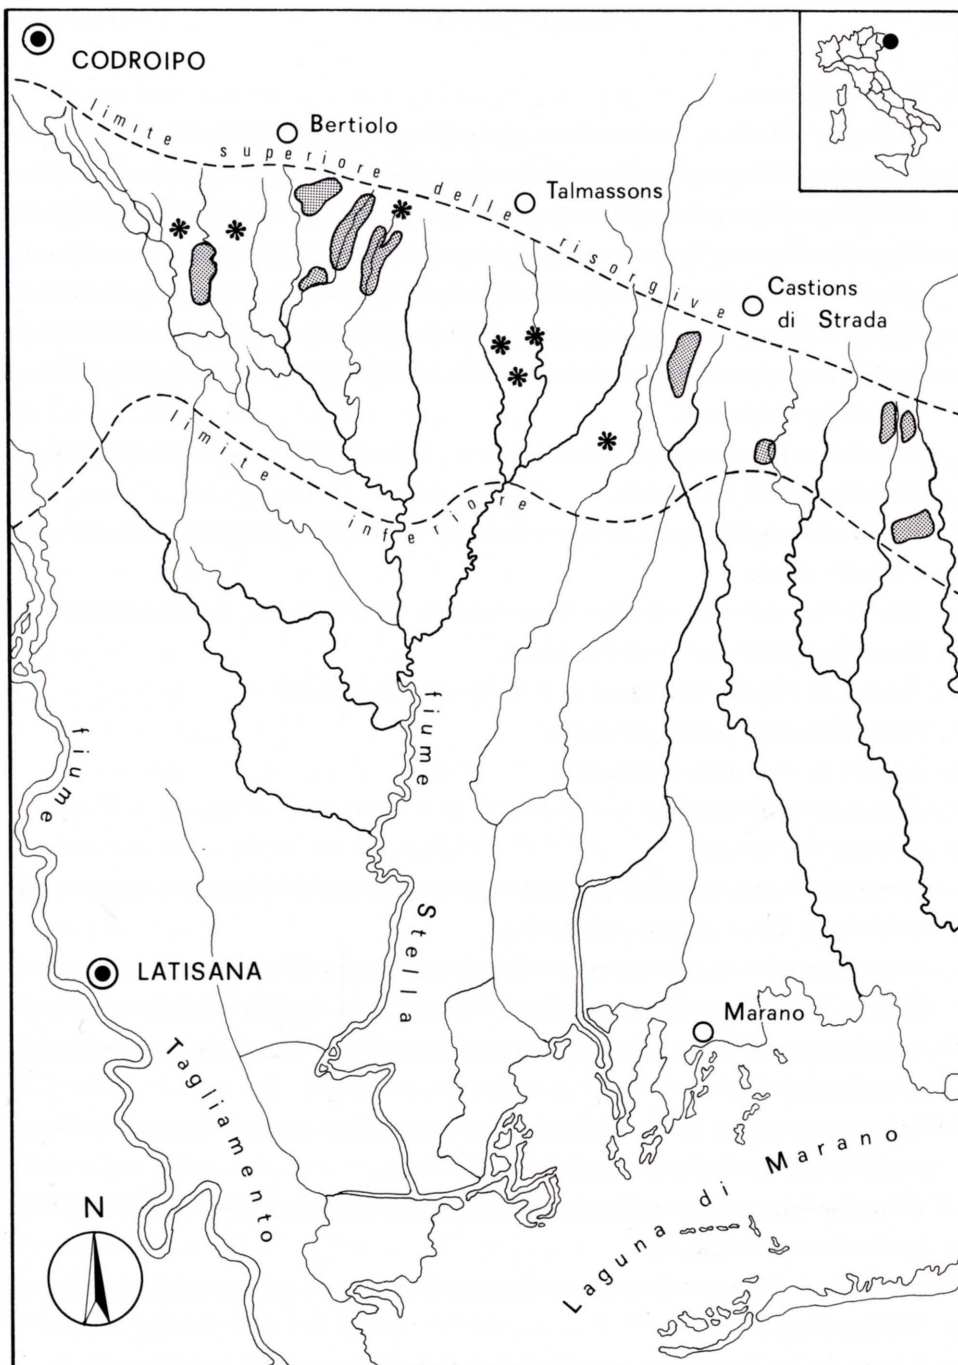 CODROIPO
Bertiolo
limite superiore delle risorgive
Talmassons
Castions
di Strada
limite inferiore
fiume Tagliamento
fiume Stella
LATISANA
Marano
Laguna di Marano
N